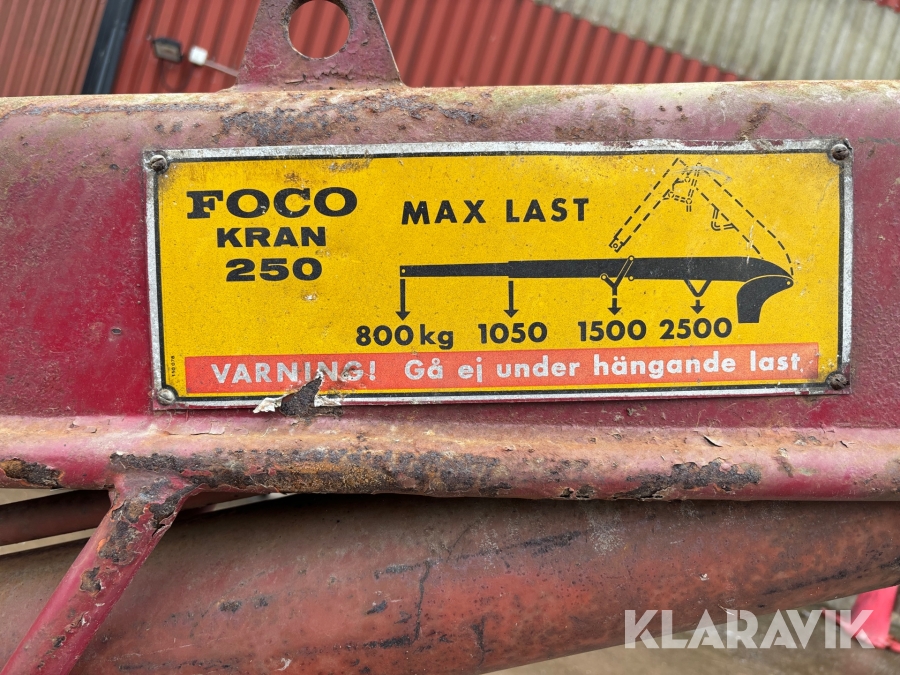 FOCO
KRAN
250
MAX LAST
800 kg 1050 1500 2500
VARNING! Gå ej under hängande last
KLARAVIK